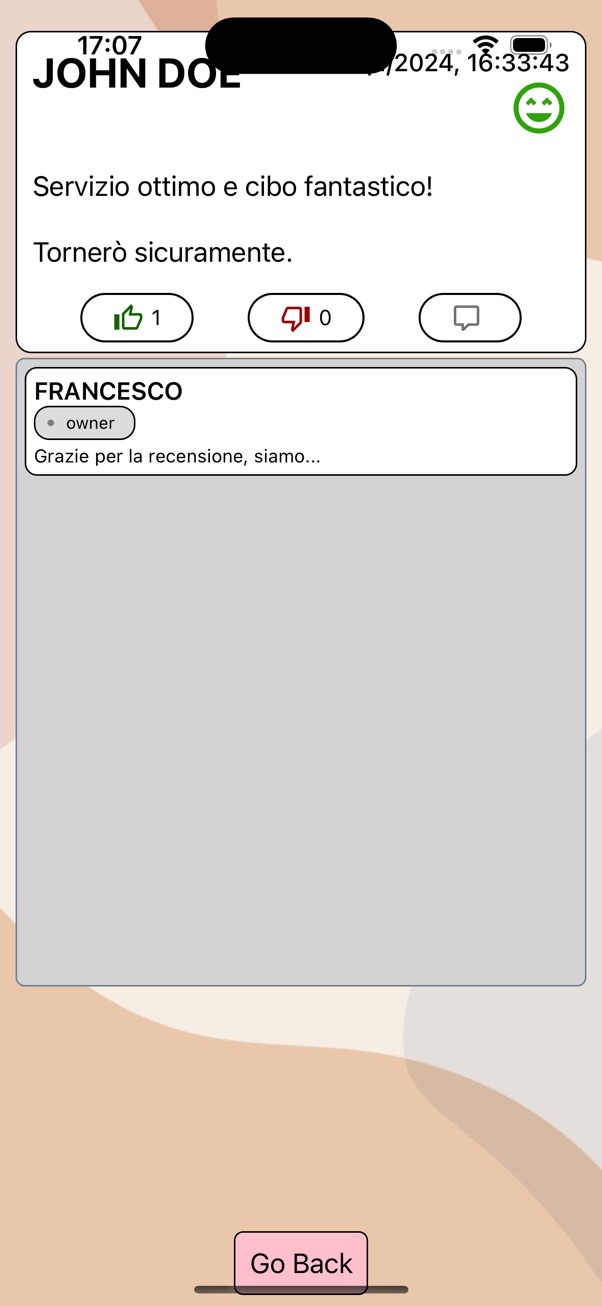 17:07
JOHN DOE
/2024, 16:33:43
Servizio ottimo e cibo fantastico!
Tornerò sicuramente.
1
0
FRANCESCO
owner
Grazie per la recensione, siamo...
Go Back